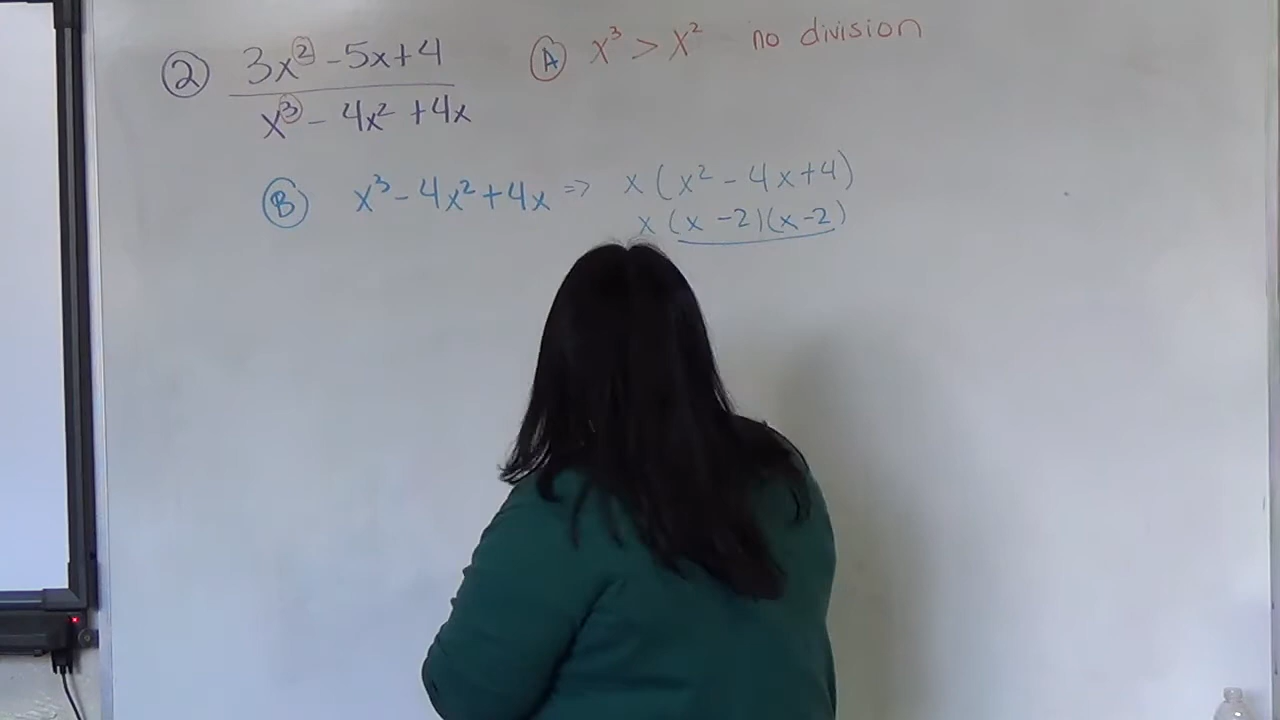 ② 3x² - 5x + 4 Ⓐ x³ > x² no division
x³ - 4x² + 4x
Ⓑ x³ - 4x² + 4x => x (x² - 4x + 4)
x (x - 2)(x - 2)